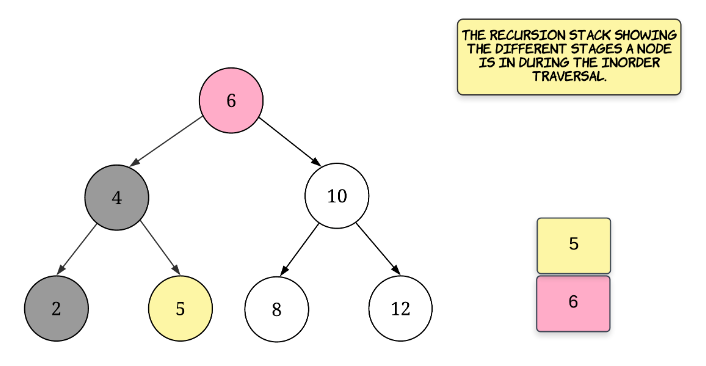 THE RECURSION STACK SHOWING
THE DIFFERENT STAGES A NODE
IS IN DURING THE INORDER
TRAVERSAL.
6
4
10
2
5
8
12
5
6